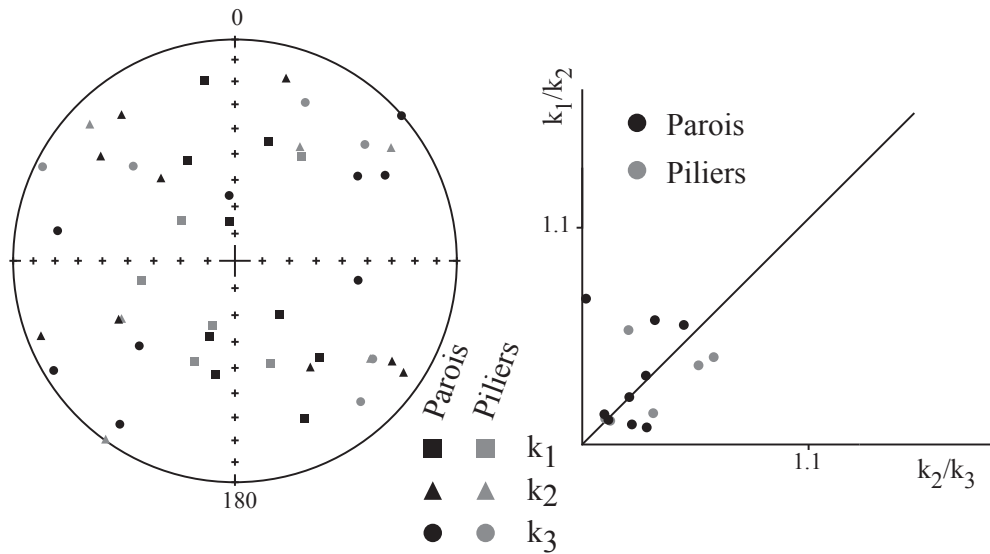 0
180
Parois
Piliers
k1
k2
k3
k1/k2
Parois
Piliers
1.1
1.1
k2/k3